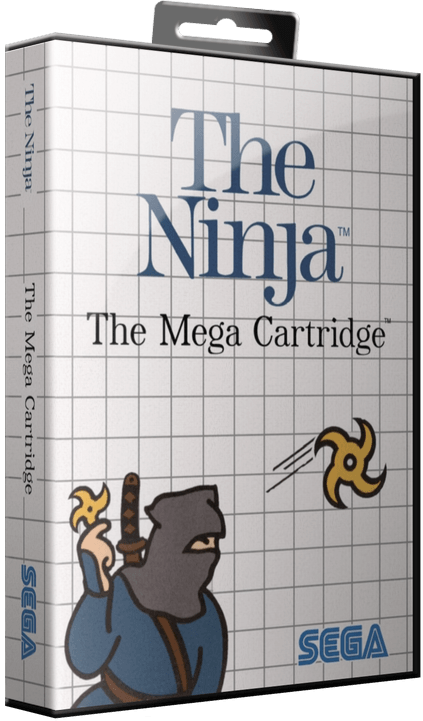 The Ninja
The Mega Cartridge
SEGA
The
Ninja™
The Mega Cartridge™
SEGA